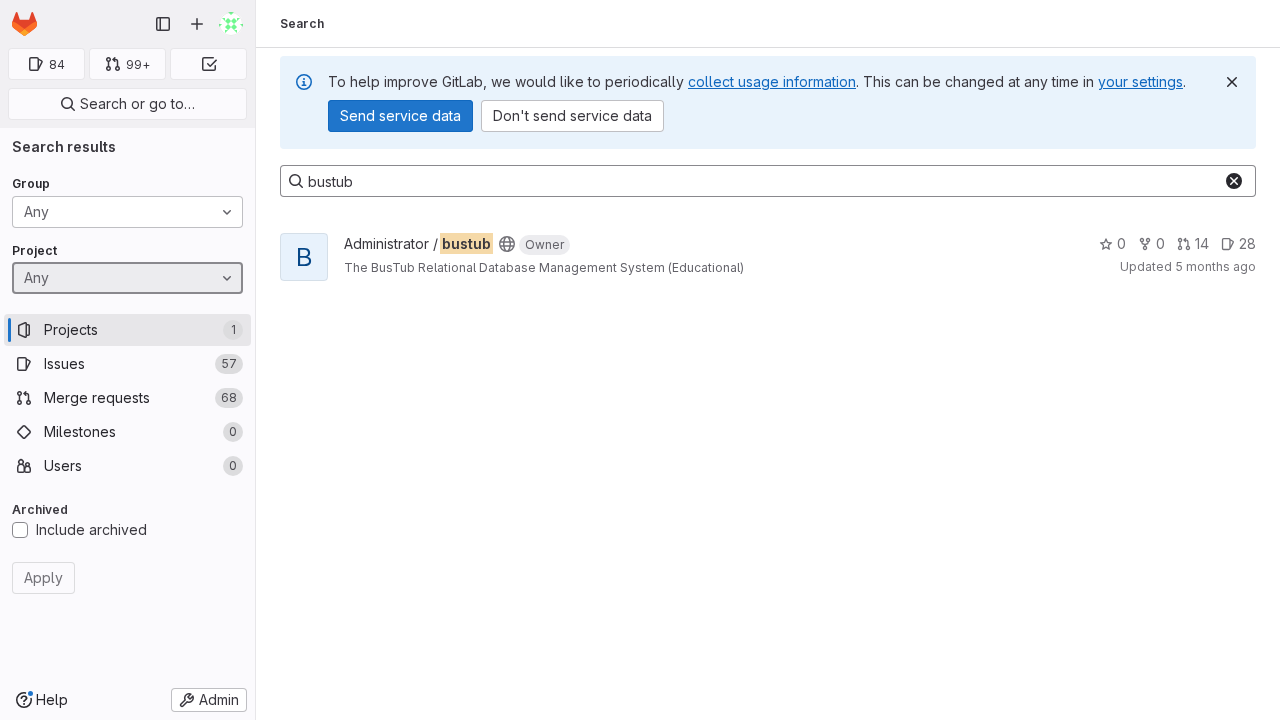 84
99+
Search or go to…
Search results
Group
Any
Project
Any
Projects 1
Issues 57
Merge requests 68
Milestones 0
Users 0
Archived
Include archived
Apply
Help
Admin
Search
To help improve GitLab, we would like to periodically collect usage information. This can be changed at any time in your settings.
Send service data
Don't send service data
bustub
B
Administrator / bustub Owner
0 0 14 28
The BusTub Relational Database Management System (Educational)
Updated 5 months ago